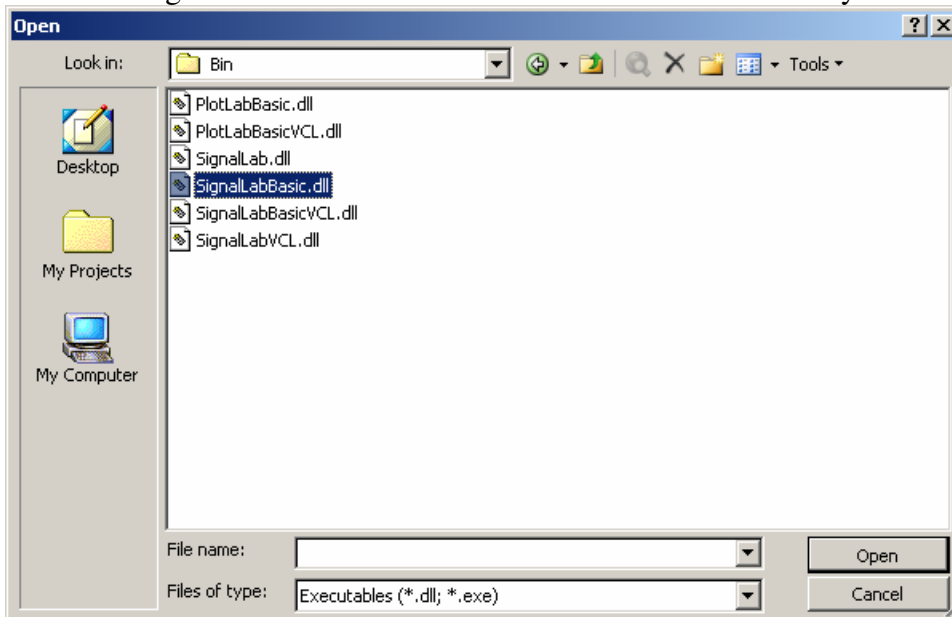 Open
Look in:
Bin
Tools
PlotLabBasic.dll
PlotLabBasicVCL.dll
SignalLab.dll
SignalLabBasic.dll
SignalLabBasicVCL.dll
SignalLabVCL.dll
Desktop
My Projects
My Computer
File name:
Open
Files of type:
Executables (*.dll; *.exe)
Cancel